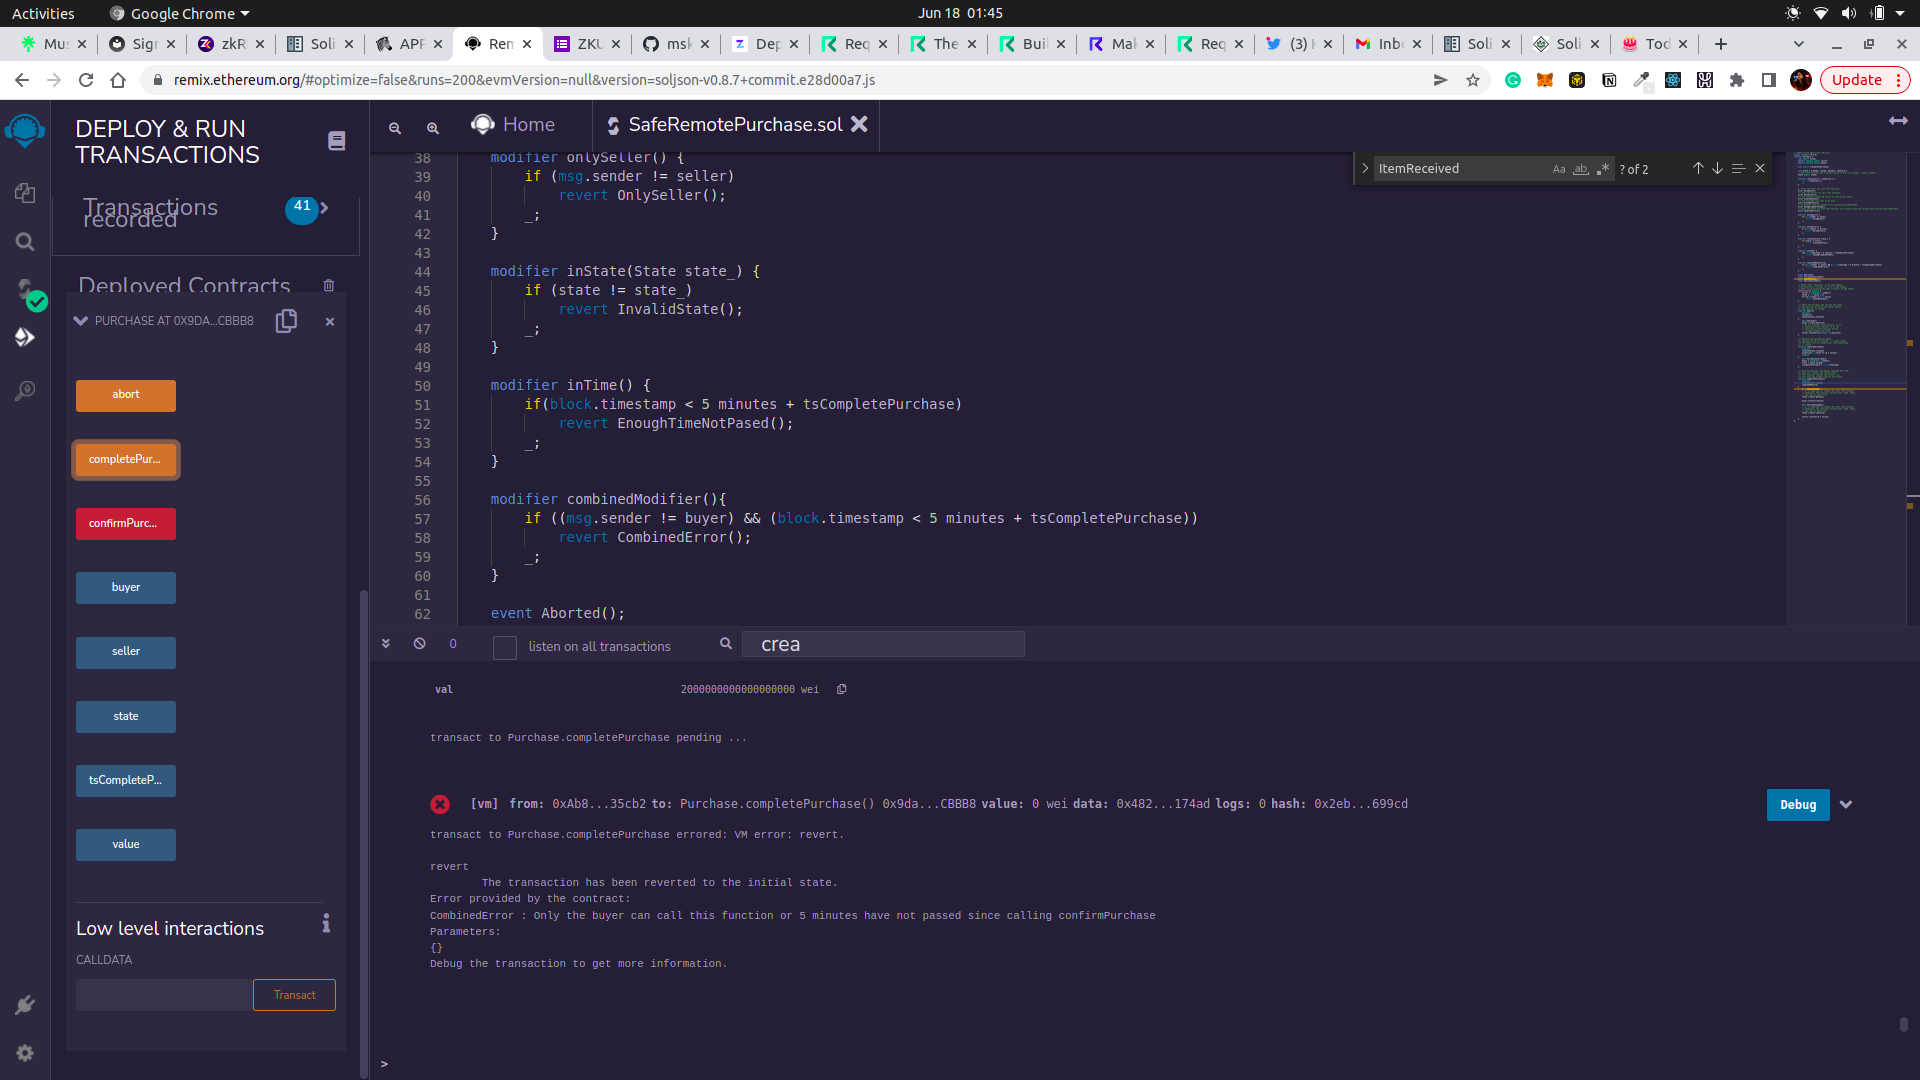 Activities Google Chrome Jun 18 01:45
Mus Sign zkR Soli APP Rem ZKU msk Dep Req The Buil Mak Req (3) H Inbo Soli Soli Tod
remix.ethereum.org/#optimize=false&runs=200&evmVersion=null&version=soljson-v0.8.7+commit.e28d00a7.js Update
DEPLOY & RUN
TRANSACTIONS
Home SafeRemotePurchase.sol
Transactions
recorded
41
Deployed Contracts
PURCHASE AT 0X9DA...CBBB8
abort
completePur...
confirmPurc...
buyer
seller
state
tsCompleteP...
value
Low level interactions
CALLDATA
Transact
ItemReceived Aa ab ? of 2
38 modifier onlySeller() {
39 if (msg.sender != seller)
40 revert OnlySeller();
41 _;
42 }
43
44 modifier inState(State state_) {
45 if (state != state_)
46 revert InvalidState();
47 _;
48 }
49
50 modifier inTime() {
51 if(block.timestamp < 5 minutes + tsCompletePurchase)
52 revert EnoughTimeNotPased();
53 _;
54 }
55
56 modifier combinedModifier(){
57 if ((msg.sender != buyer) && (block.timestamp < 5 minutes + tsCompletePurchase))
58 revert CombinedError();
59 _;
60 }
61
62 event Aborted();
0 listen on all transactions crea
val 2000000000000000000 wei
transact to Purchase.completePurchase pending ...
[vm] from: 0xAb8...35cb2 to: Purchase.completePurchase() 0x9da...CBBB8 value: 0 wei data: 0x482...174ad logs: 0 hash: 0x2eb...699cd Debug
transact to Purchase.completePurchase errored: VM error: revert.
revert
The transaction has been reverted to the initial state.
Error provided by the contract:
CombinedError : Only the buyer can call this function or 5 minutes have not passed since calling confirmPurchase
Parameters:
{}
Debug the transaction to get more information.
>